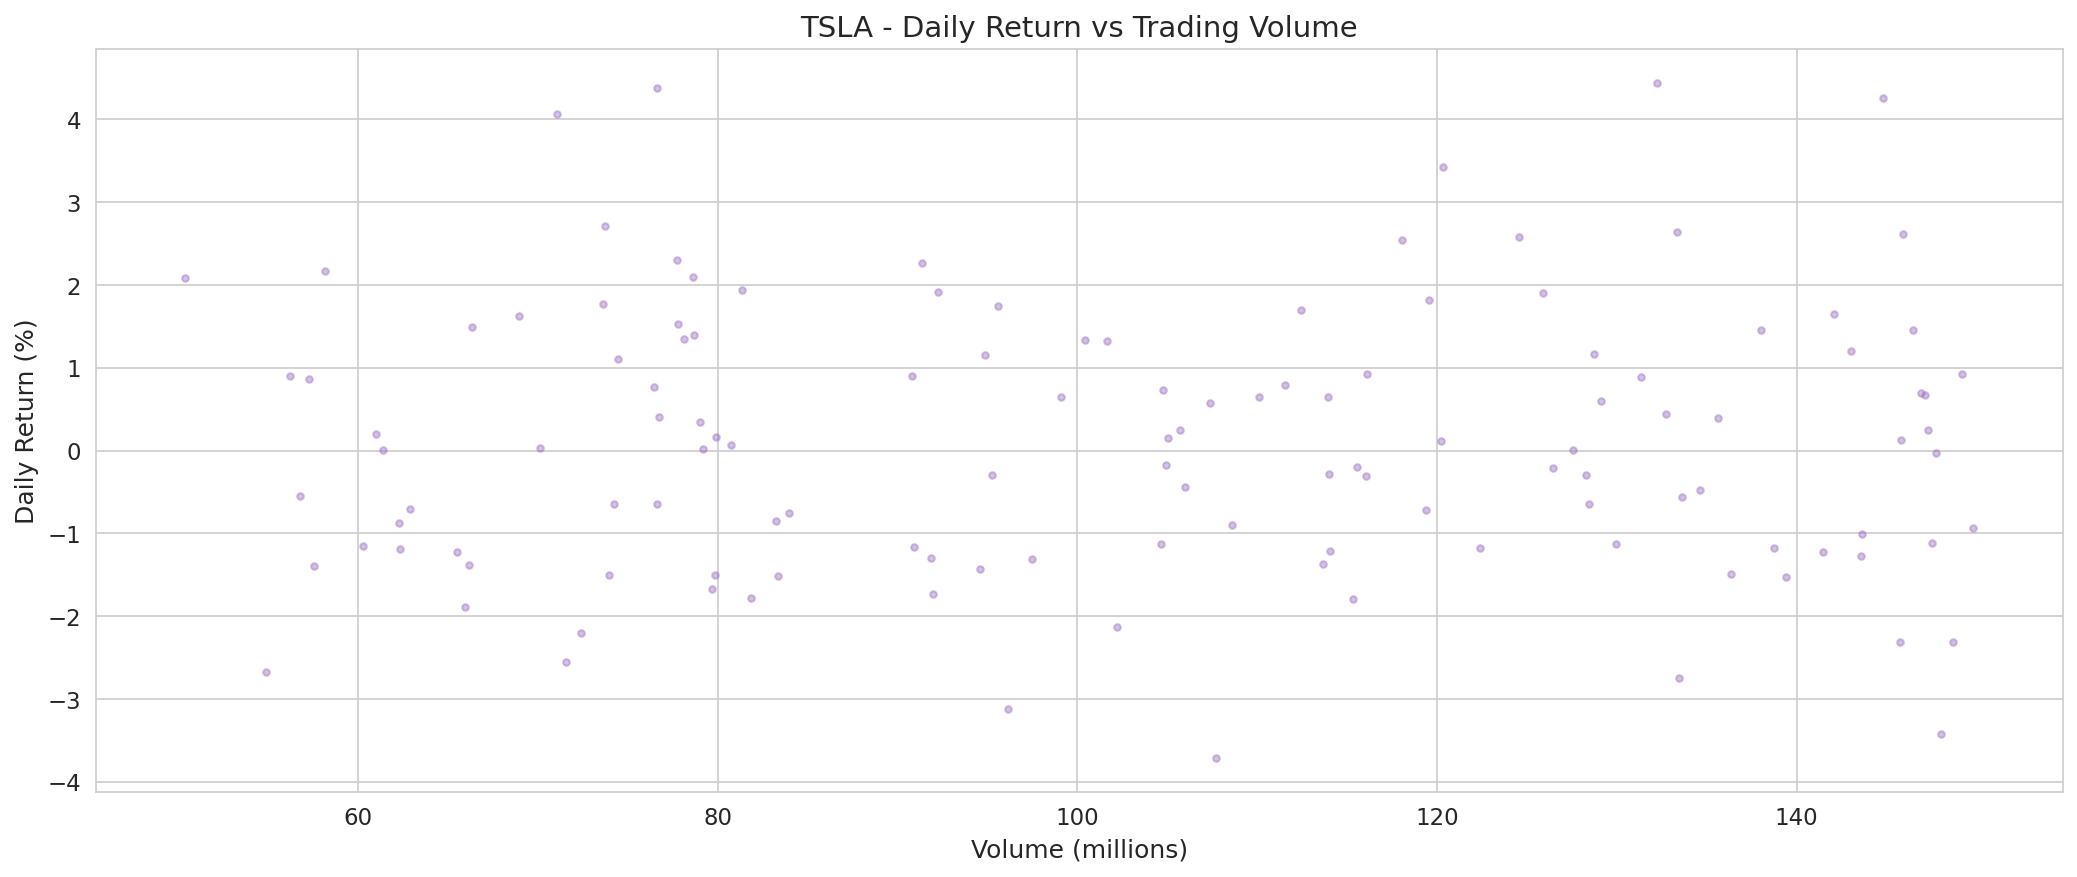 TSLA - Daily Return vs Trading Volume
Daily Return (%)
4
3
2
1
0
−1
−2
−3
−4
60 80 100 120 140
Volume (millions)